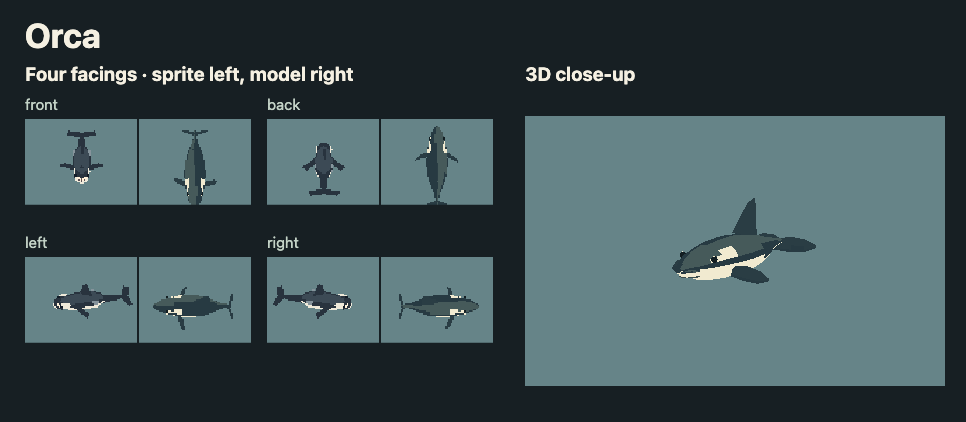 Orca
Four facings · sprite left, model right
3D close-up
front
back
left
right